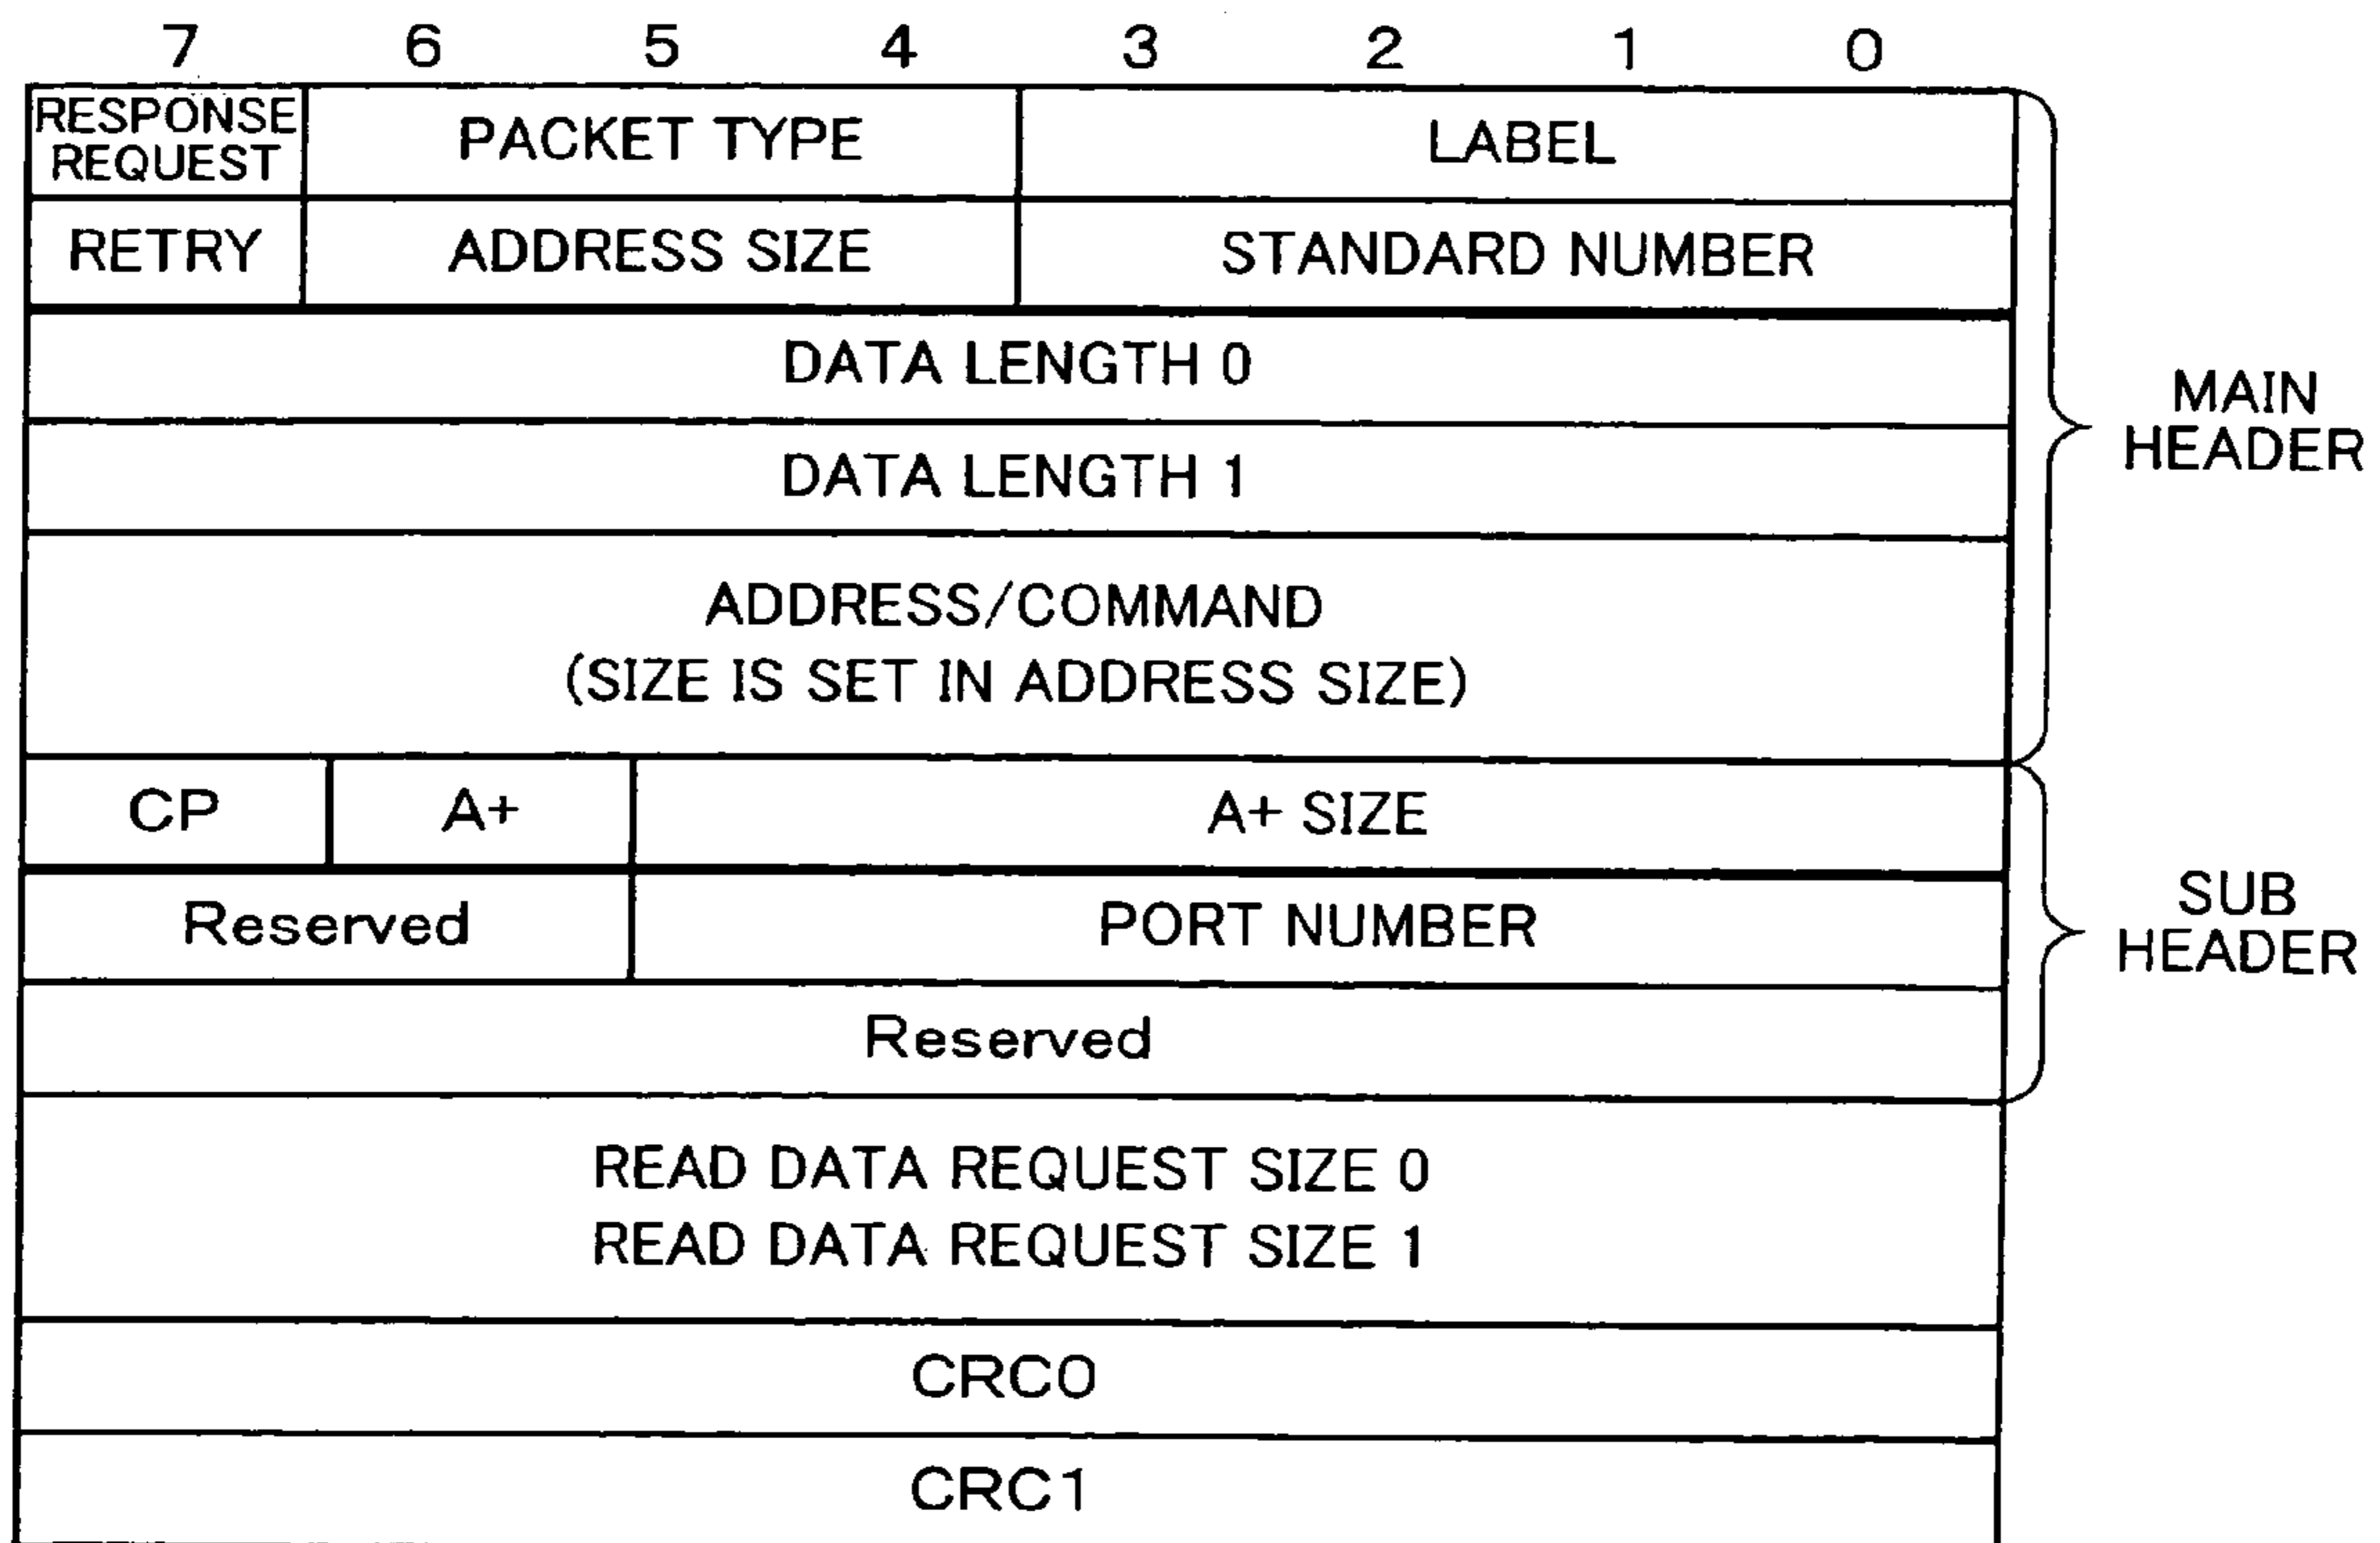 7 6 5 4 3 2 1 0
RESPONSE
REQUEST
PACKET TYPE
LABEL
RETRY
ADDRESS SIZE
STANDARD NUMBER
DATA LENGTH 0
DATA LENGTH 1
ADDRESS/COMMAND
(SIZE IS SET IN ADDRESS SIZE)
MAIN
HEADER
CP
A+
A+ SIZE
Reserved
PORT NUMBER
Reserved
SUB
HEADER
READ DATA REQUEST SIZE 0
READ DATA REQUEST SIZE 1
CRC0
CRC1